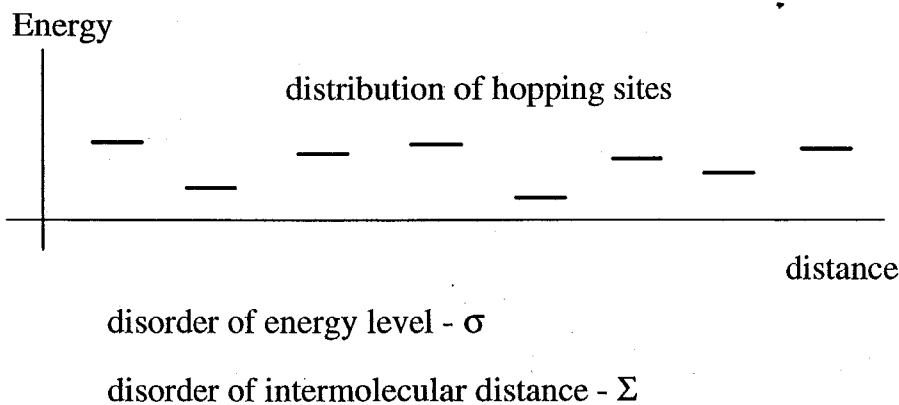 Energy
distribution of hopping sites
distance
disorder of energy level - σ
disorder of intermolecular distance - Σ